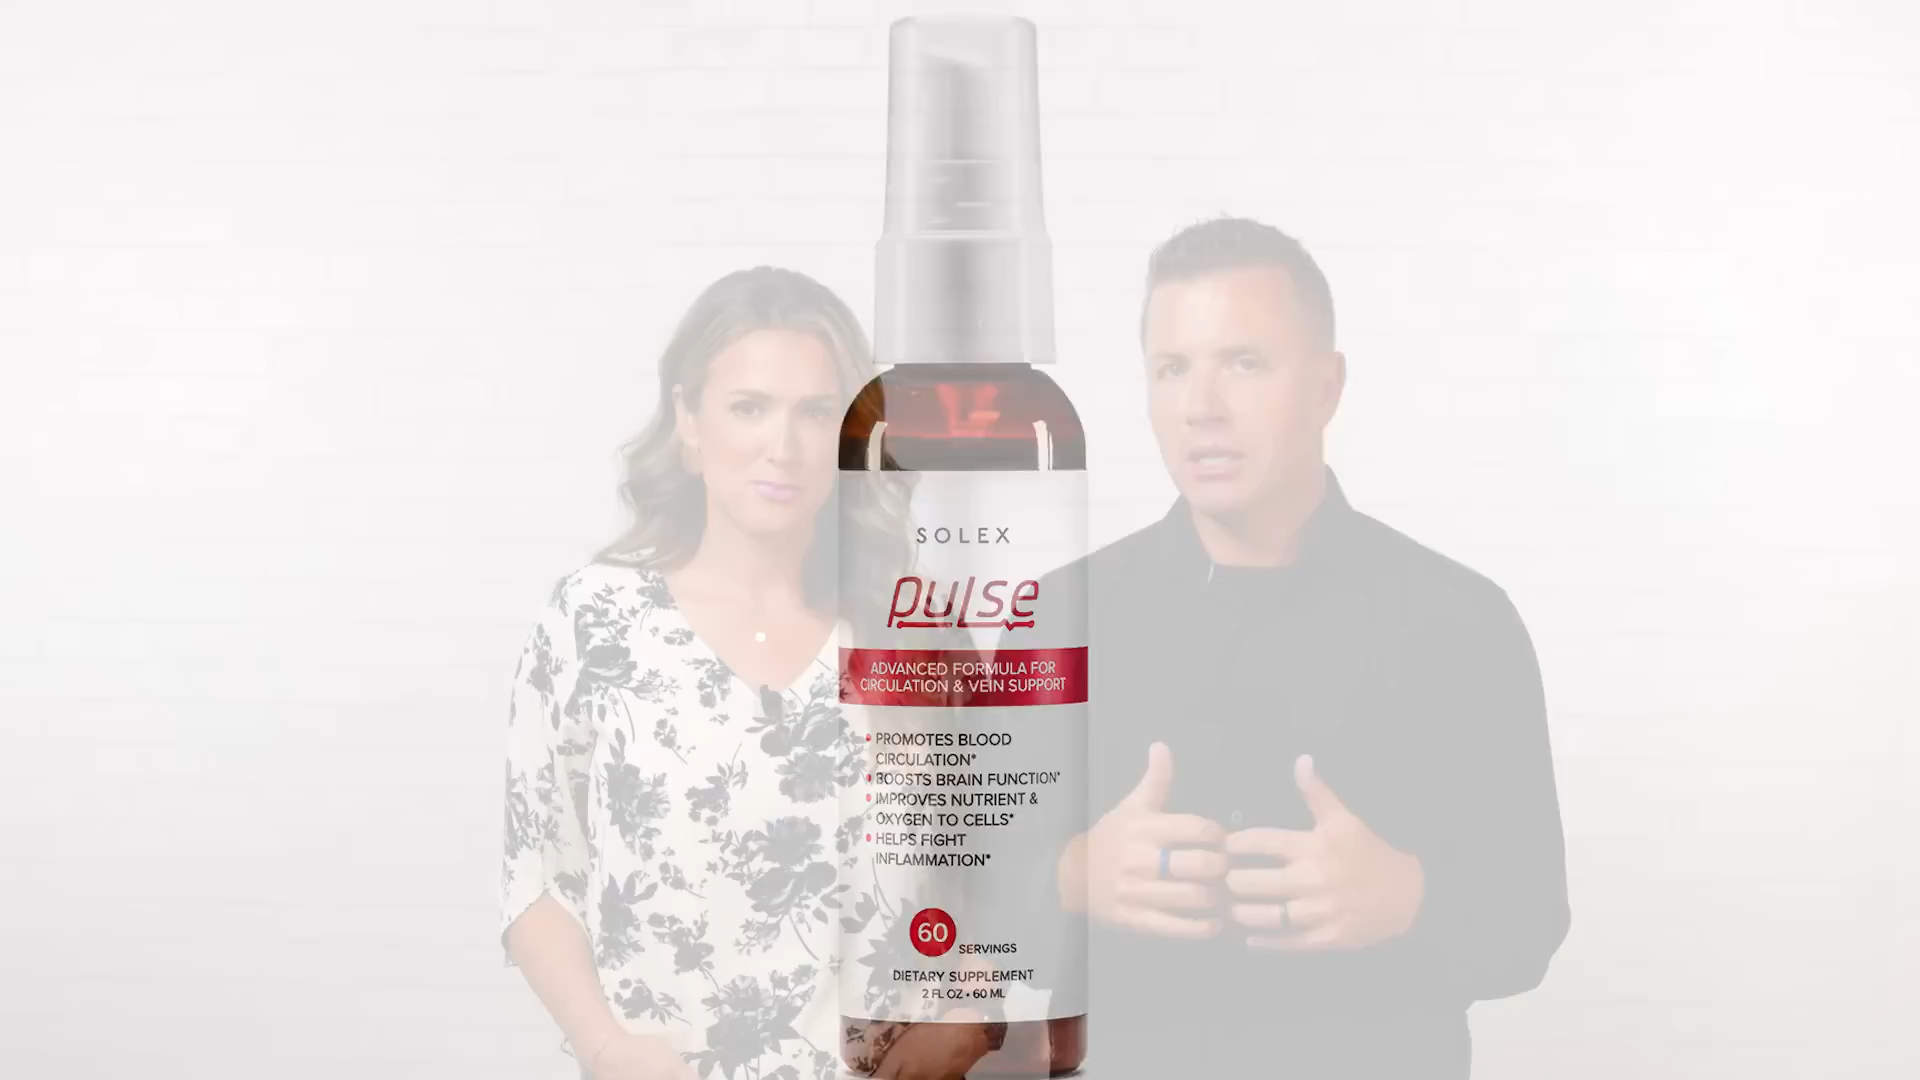 SOLEX
pulse
ADVANCED FORMULA FOR
CIRCULATION & VEIN SUPPORT
• PROMOTES BLOOD
CIRCULATION*
• BOOSTS BRAIN FUNCTION*
• IMPROVES NUTRIENT &
• OXYGEN TO CELLS*
• HELPS FIGHT
INFLAMMATION*
60 SERVINGS
DIETARY SUPPLEMENT
2 FL OZ • 60 ML